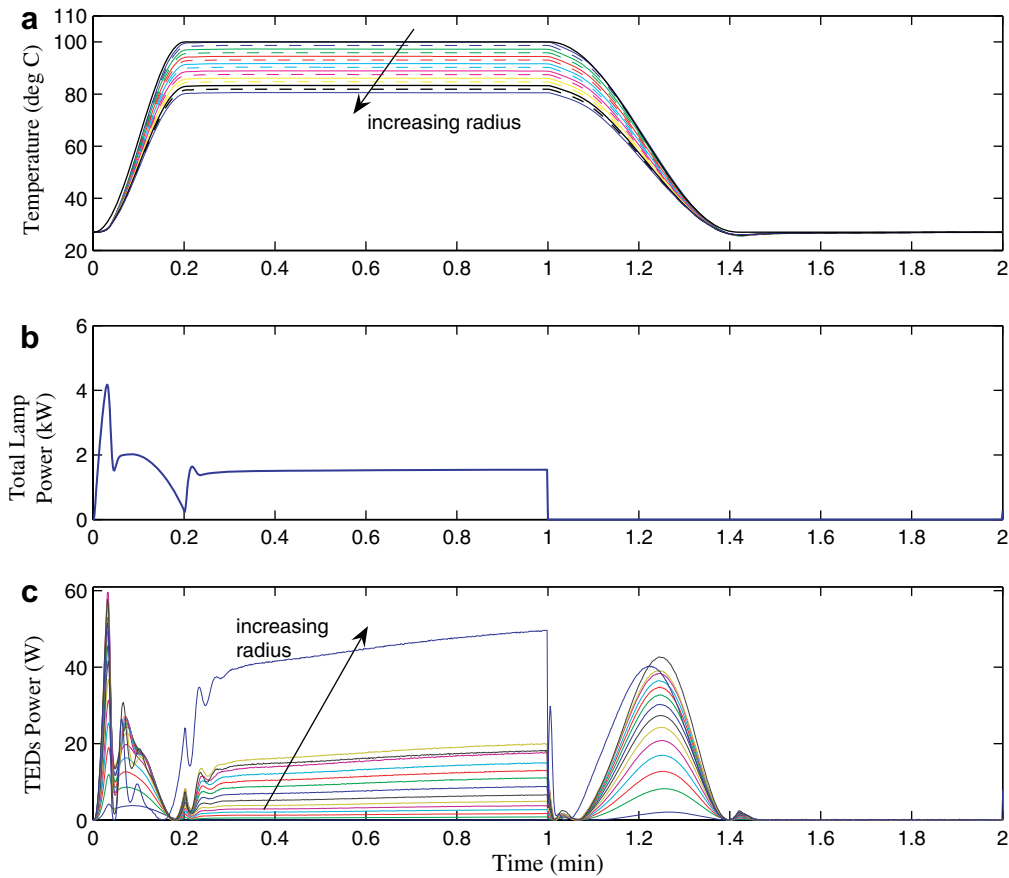 a
110
100
80
60
40
20
Temperature (deg C)
increasing radius
0 0.2 0.4 0.6 0.8 1 1.2 1.4 1.6 1.8 2
b
6
4
2
0
Total Lamp
Power (kW)
0 0.2 0.4 0.6 0.8 1 1.2 1.4 1.6 1.8 2
c
60
40
20
0
TEDs Power (W)
increasing
radius
0 0.2 0.4 0.6 0.8 1 1.2 1.4 1.6 1.8 2
Time (min)